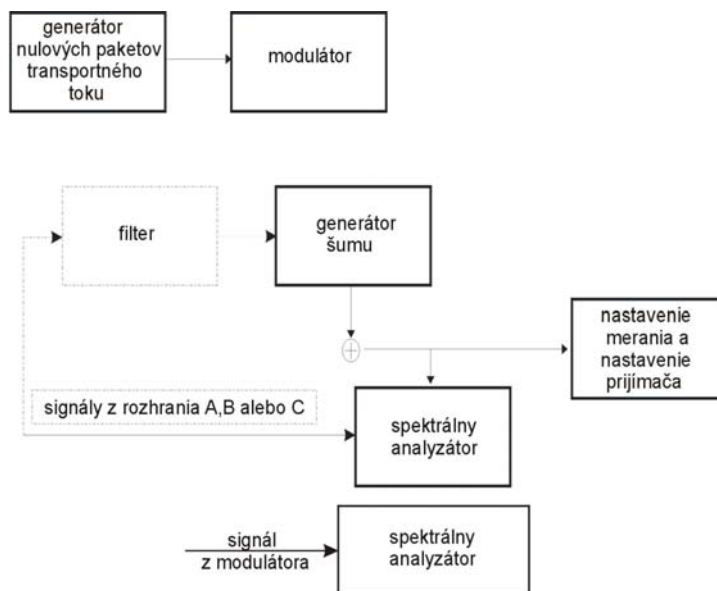 generátor
nulových paketov
transportného
toku
modulátor
filter
generátor
šumu
nastavenie
merania a
nastavenie
prijímača
signály z rozhrania A,B alebo C
spektrálny
analyzátor
signál
z modulátora
spektrálny
analyzátor